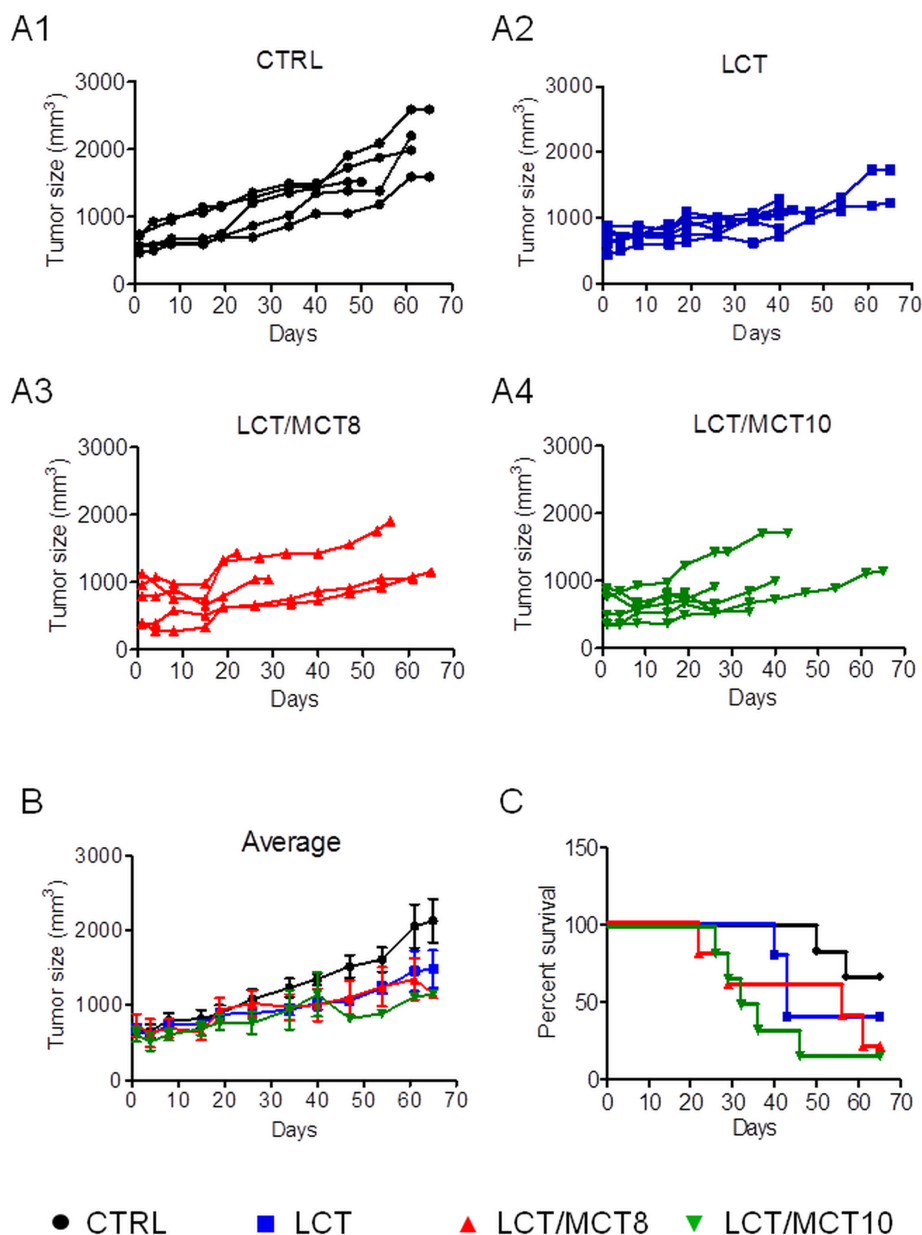 A1
CTRL
Tumor size (mm³)
3000
2000
1000
0
0 10 20 30 40 50 60 70
Days
A2
LCT
Tumor size (mm³)
3000
2000
1000
0
0 10 20 30 40 50 60 70
Days
A3
LCT/MCT8
Tumor size (mm³)
3000
2000
1000
0
0 10 20 30 40 50 60 70
Days
A4
LCT/MCT10
Tumor size (mm³)
3000
2000
1000
0
0 10 20 30 40 50 60 70
Days
B
Average
Tumor size (mm³)
3000
2000
1000
0
0 10 20 30 40 50 60 70
Days
C
Percent survival
150
100
50
0
0 10 20 30 40 50 60 70
Days
CTRL LCT LCT/MCT8 LCT/MCT10